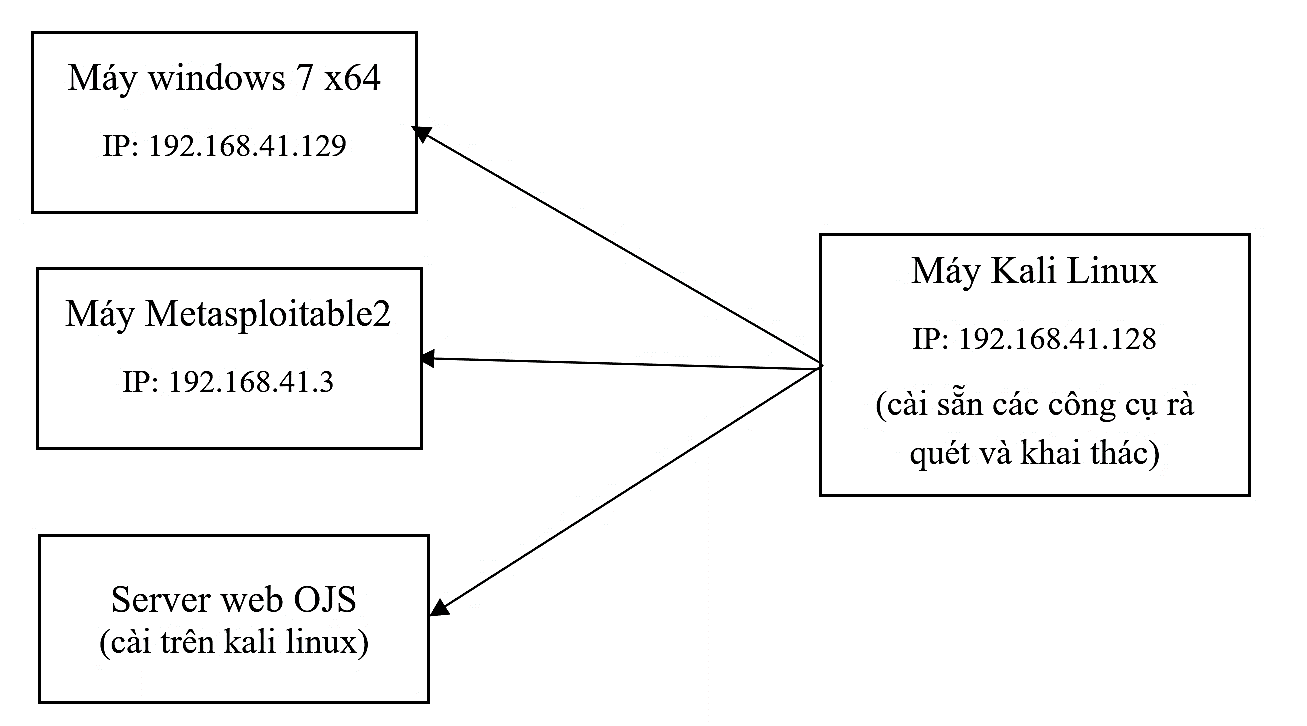 Máy windows 7 x64
IP: 192.168.41.129
Máy Metasploitable2
IP: 192.168.41.3
Server web OJS
(cài trên kali linux)
Máy Kali Linux
IP: 192.168.41.128
(cài sẵn các công cụ rà
quét và khai thác)